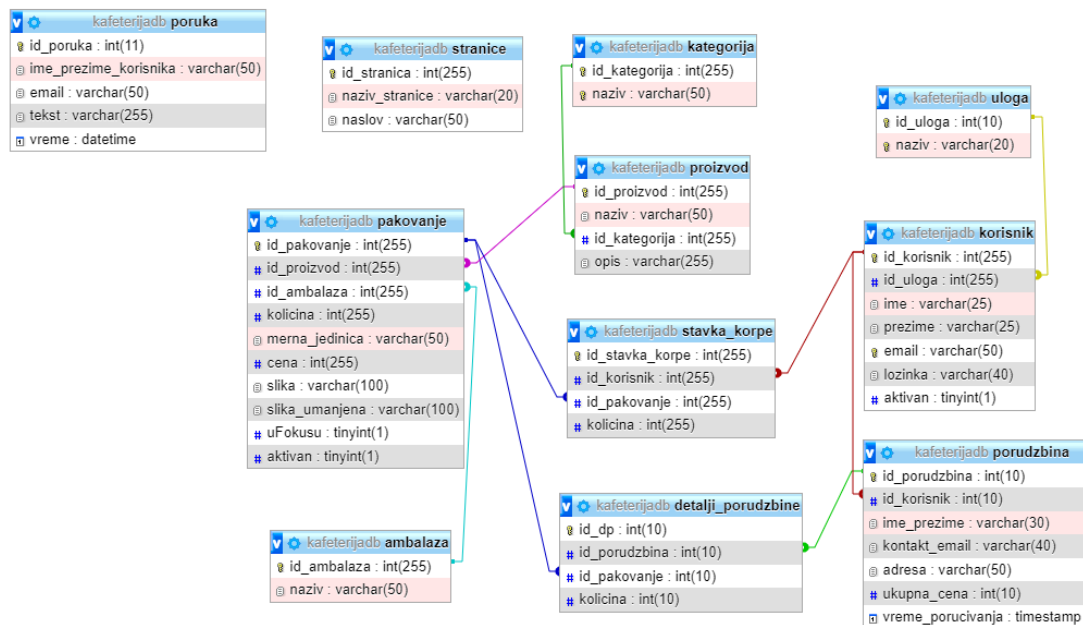 kafeterijadb poruka
id_poruka : int(11)
ime_prezime_korisnika : varchar(50)
email : varchar(50)
tekst : varchar(255)
vreme : datetime
kafeterijadb stranice
id_stranica : int(255)
naziv_stranice : varchar(20)
naslov : varchar(50)
kafeterijadb kategorija
id_kategorija : int(255)
naziv : varchar(50)
kafeterijadb uloga
id_uloga : int(10)
naziv : varchar(20)
kafeterijadb proizvod
id_proizvod : int(255)
naziv : varchar(50)
id_kategorija : int(255)
opis : varchar(255)
kafeterijadb pakovanje
id_pakovanje : int(255)
id_proizvod : int(255)
id_ambalaza : int(255)
kolicina : int(255)
merna_jedinica : varchar(50)
cena : int(255)
slika : varchar(100)
slika_umanjena : varchar(100)
uFokusu : tinyint(1)
aktivan : tinyint(1)
kafeterijadb korisnik
id_korisnik : int(255)
id_uloga : int(255)
ime : varchar(25)
prezime : varchar(25)
email : varchar(50)
lozinka : varchar(40)
aktivan : tinyint(1)
kafeterijadb stavka_korpe
id_stavka_korpe : int(255)
id_korisnik : int(255)
id_pakovanje : int(255)
kolicina : int(255)
kafeterijadb porudzbina
id_porudzbina : int(10)
id_korisnik : int(10)
ime_prezime : varchar(30)
kontakt_email : varchar(40)
adresa : varchar(50)
ukupna_cena : int(10)
vreme_porucivanja : timestamp
kafeterijadb detalji_porudzbine
id_dp : int(10)
id_porudzbina : int(10)
id_pakovanje : int(10)
kolicina : int(10)
kafeterijadb ambalaza
id_ambalaza : int(255)
naziv : varchar(50)